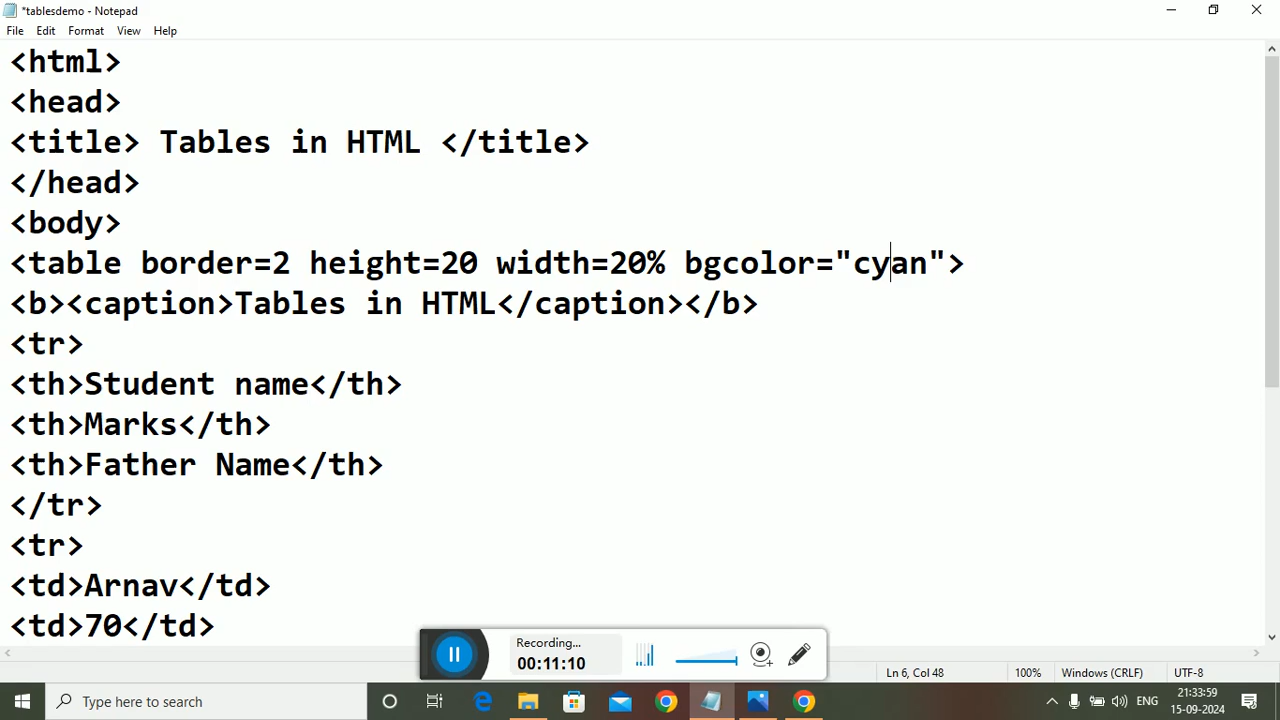 *tablesdemo - Notepad
File Edit Format View Help
<html>
<head>
<title> Tables in HTML </title>
</head>
<body>
<table border=2 height=20 width=20% bgcolor="cyan">
<b><caption>Tables in HTML</caption></b>
<tr>
<th>Student name</th>
<th>Marks</th>
<th>Father Name</th>
</tr>
<tr>
<td>Arnav</td>
<td>70</td>
Recording...
00:11:10
Ln 6, Col 48 100% Windows (CRLF) UTF-8
Type here to search
ENG
21:33:59
15-09-2024